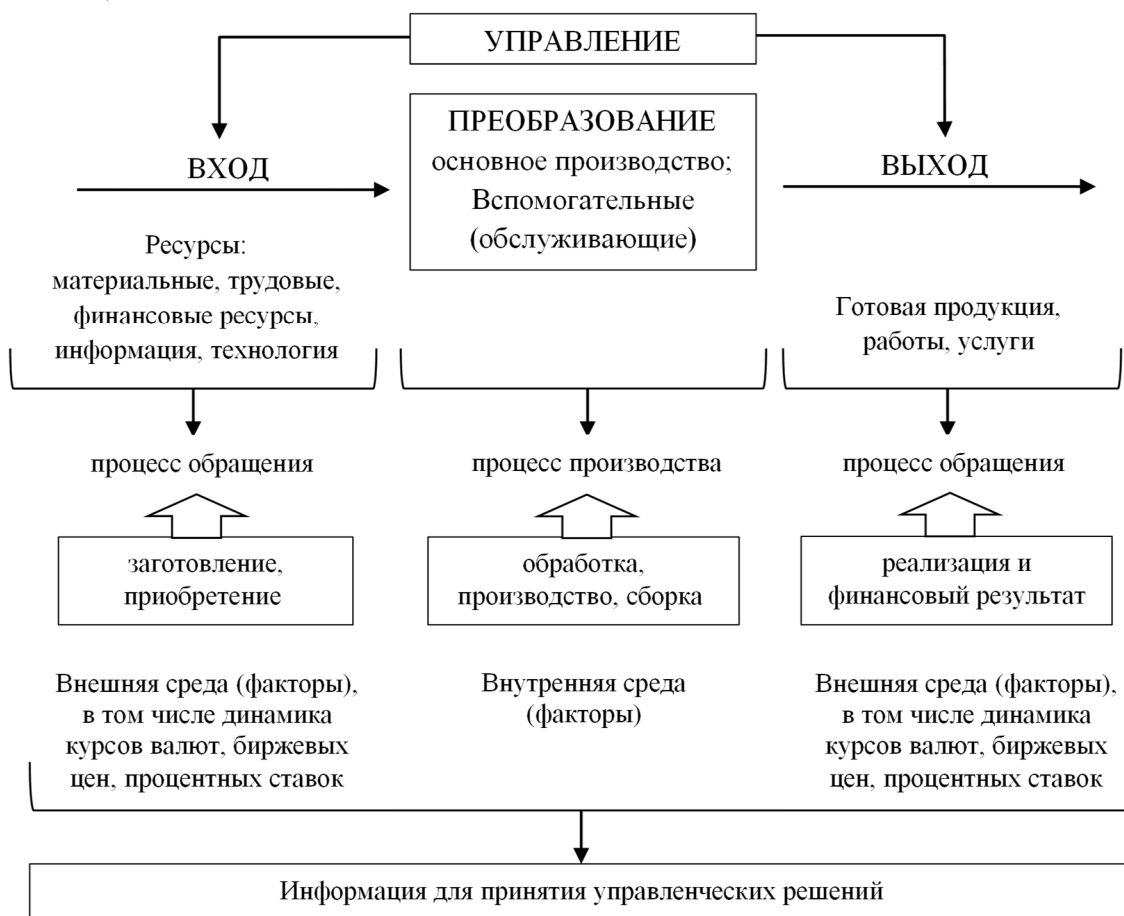 УПРАВЛЕНИЕ
ПРЕОБРАЗОВАНИЕ
основное производство;
Вспомогательные
(обслуживающие)
ВХОД
ВЫХОД
Ресурсы:
материальные, трудовые,
финансовые ресурсы,
информация, технология
Готовая продукция,
работы, услуги
процесс обращения
процесс производства
процесс обращения
заготовление,
приобретение
обработка,
производство, сборка
реализация и
финансовый результат
Внешняя среда (факторы),
в том числе динамика
курсов валют, биржевых
цен, процентных ставок
Внутренняя среда
(факторы)
Внешняя среда (факторы),
в том числе динамика
курсов валют, биржевых
цен, процентных ставок
Информация для принятия управленческих решений